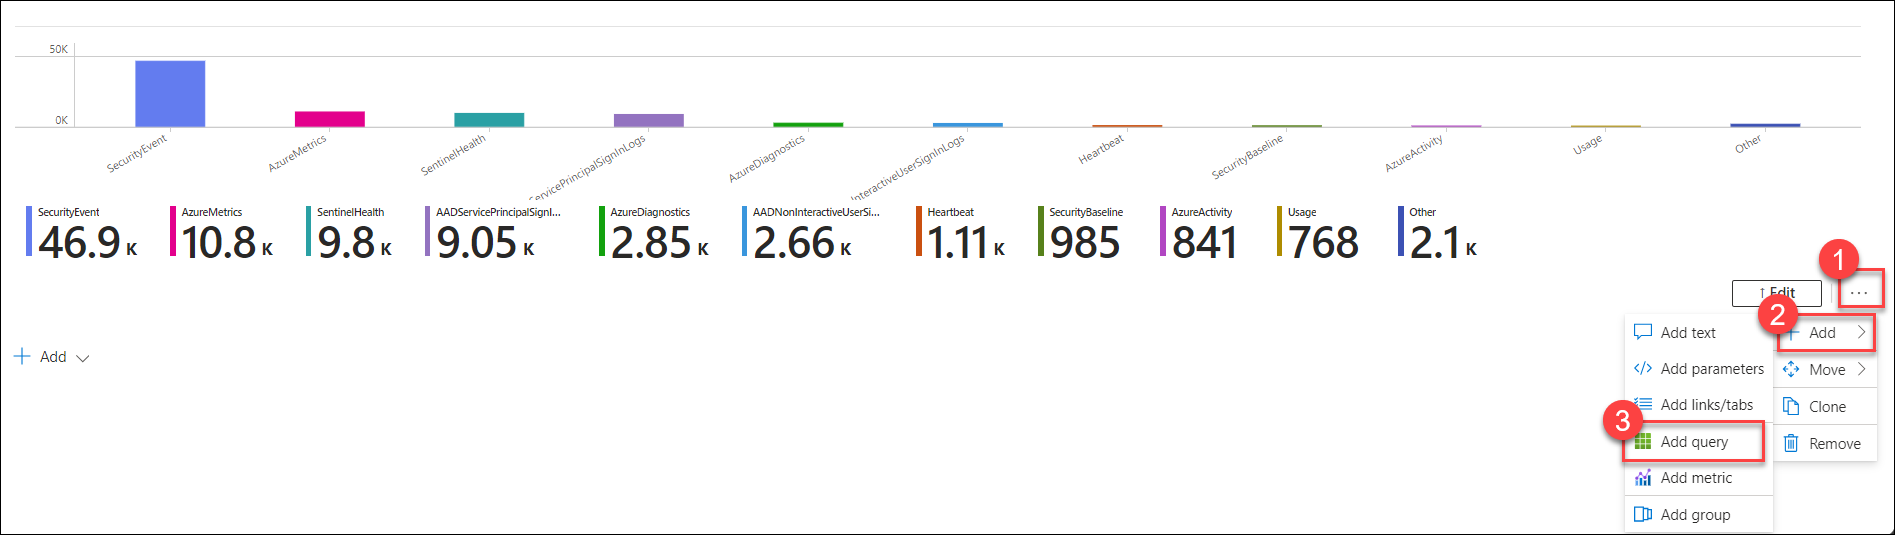 50K
0K
SecurityEvent
AzureMetrics
SentinelHealth
ServicePrincipalSignInLogs
AzureDiagnostics
InteractiveUserSignInLogs
Heartbeat
SecurityBaseline
AzureActivity
Usage
Other
SecurityEvent
46.9 K
AzureMetrics
10.8 K
SentinelHealth
9.8 K
AADServicePrincipalSignI...
9.05 K
AzureDiagnostics
2.85 K
AADNonInteractiveUserSi...
2.66 K
Heartbeat
1.11 K
SecurityBaseline
985
AzureActivity
841
Usage
768
Other
2.1 K
1
↑ Edit
...
2
Add
Move
Clone
Remove
Add text
Add parameters
Add links/tabs
3
Add query
Add metric
Add group
+ Add